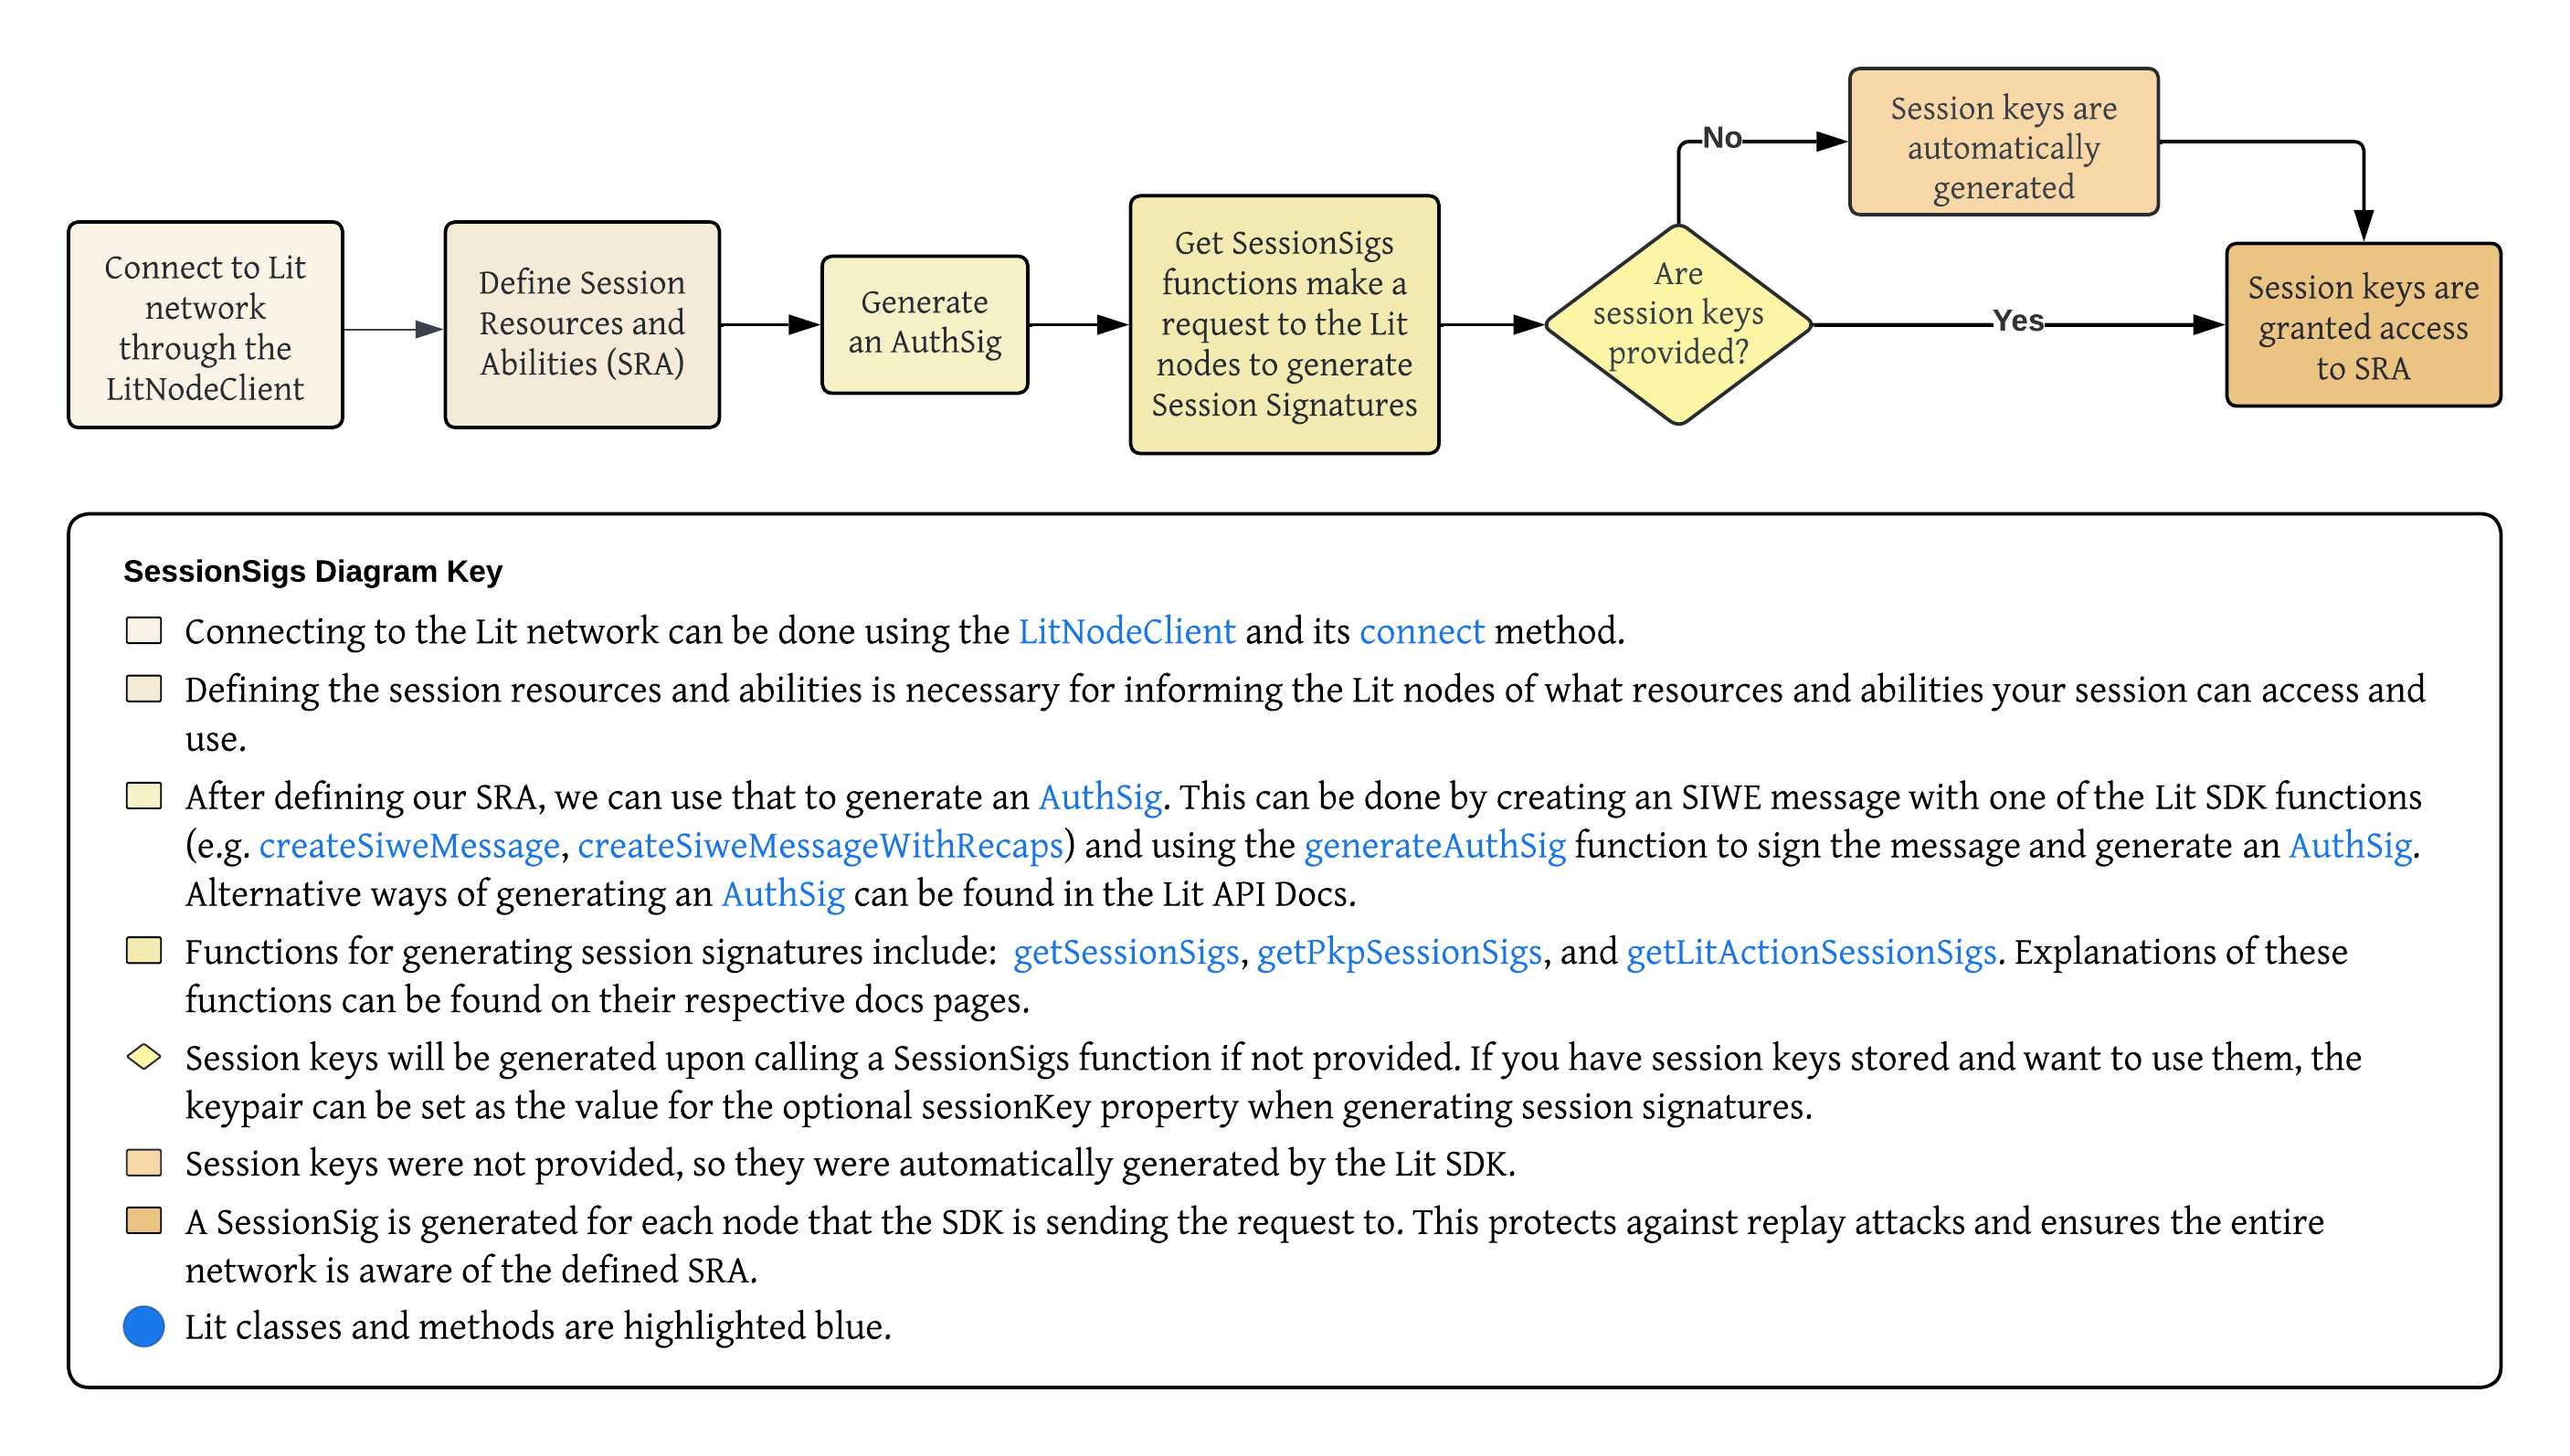 Connect to Lit
network
through the
LitNodeClient
Define Session
Resources and
Abilities (SRA)
Generate
an AuthSig
Get SessionSigs
functions make a
request to the Lit
nodes to generate
Session Signatures
Are
session keys
provided?
No
Session keys are
automatically
generated
Yes
Session keys are
granted access
to SRA
SessionSigs Diagram Key
Connecting to the Lit network can be done using the LitNodeClient and its connect method.
Defining the session resources and abilities is necessary for informing the Lit nodes of what resources and abilities your session can access and
use.
After defining our SRA, we can use that to generate an AuthSig. This can be done by creating an SIWE message with one of the Lit SDK functions
(e.g. createSiweMessage, createSiweMessageWithRecaps) and using the generateAuthSig function to sign the message and generate an AuthSig.
Alternative ways of generating an AuthSig can be found in the Lit API Docs.
Functions for generating session signatures include: getSessionSigs, getPkpSessionSigs, and getLitActionSessionSigs. Explanations of these
functions can be found on their respective docs pages.
Session keys will be generated upon calling a SessionSigs function if not provided. If you have session keys stored and want to use them, the
keypair can be set as the value for the optional sessionKey property when generating session signatures.
Session keys were not provided, so they were automatically generated by the Lit SDK.
A SessionSig is generated for each node that the SDK is sending the request to. This protects against replay attacks and ensures the entire
network is aware of the defined SRA.
Lit classes and methods are highlighted blue.